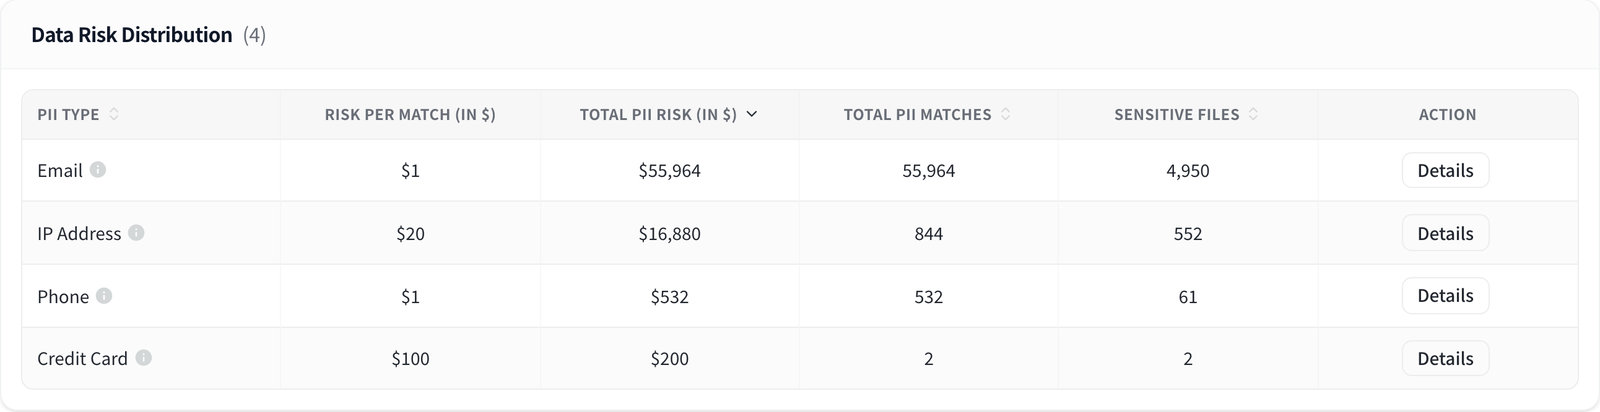 Data Risk Distribution (4)
PII TYPE RISK PER MATCH (IN $) TOTAL PII RISK (IN $) TOTAL PII MATCHES SENSITIVE FILES ACTION
Email $1 $55,964 55,964 4,950 Details
IP Address $20 $16,880 844 552 Details
Phone $1 $532 532 61 Details
Credit Card $100 $200 2 2 Details